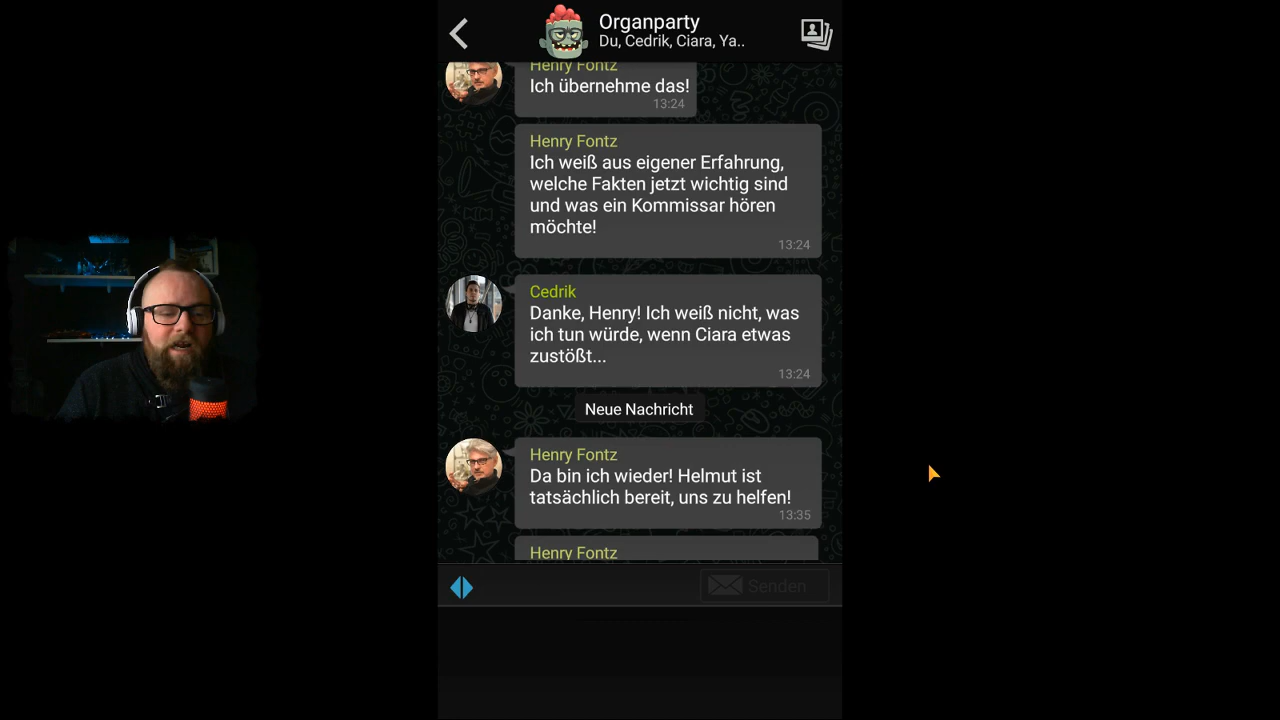 Organparty
Du, Cedrik, Ciara, Ya..
Henry Fontz
Ich übernehme das!
13:24
Henry Fontz
Ich weiß aus eigener Erfahrung,
welche Fakten jetzt wichtig sind
und was ein Kommissar hören
möchte!
13:24
Cedrik
Danke, Henry! Ich weiß nicht, was
ich tun würde, wenn Ciara etwas
zustößt...
13:24
Neue Nachricht
Henry Fontz
Da bin ich wieder! Helmut ist
tatsächlich bereit, uns zu helfen!
13:35
Henry Fontz
Senden